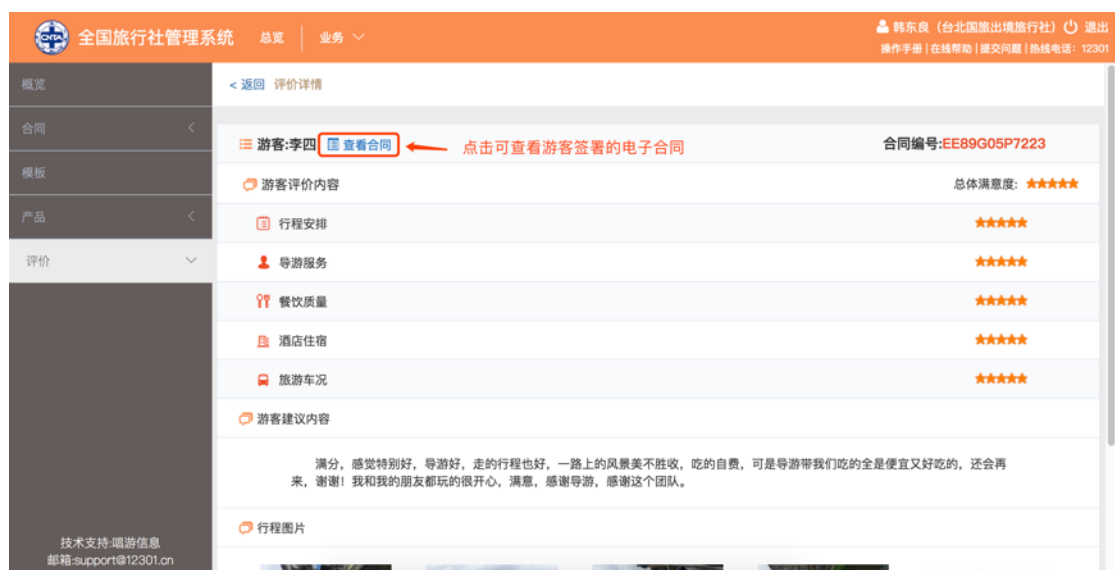 CNTA 全国旅行社管理系统 总览 业务 韩东良（台北国旅出境旅行社） 退出
操作手册|在线帮助|提交问题|热线电话：12301
概览
<返回 评价详情
合同
游客:李四 查看合同 点击可查看游客签署的电子合同 合同编号:EE89G05P7223
模板
游客评价内容 总体满意度:
产品
行程安排
评价
导游服务
餐饮质量
酒店住宿
旅游车况
游客建议内容
满分，感觉特别好，导游好，走的行程也好，一路上的风景美不胜收，吃的自费，可是导游带我们吃的全是便宜又好吃的，还会再
来，谢谢！我和我的朋友都玩的很开心，满意，感谢导游，感谢这个团队。
行程图片
技术支持:唱游信息
邮箱:support@12301.cn